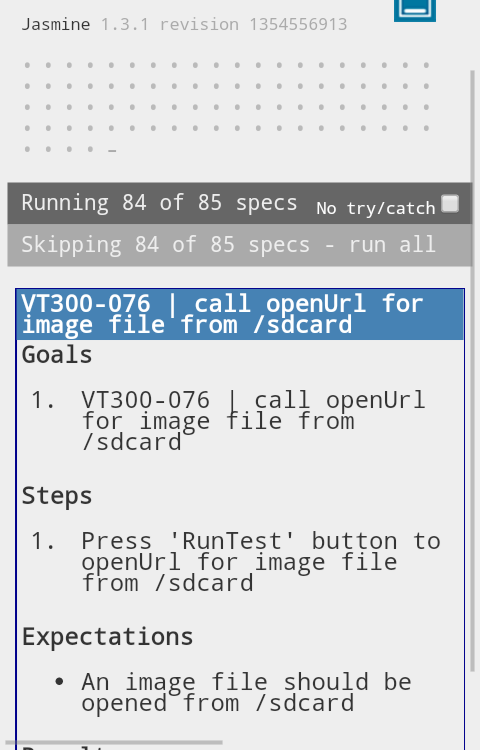 Jasmine 1.3.1 revision 1354556913
Running 84 of 85 specs No try/catch
Skipping 84 of 85 specs - run all
VT300-076 | call openUrl for
image file from /sdcard
Goals
1. VT300-076 | call openUrl
for image file from
/sdcard
Steps
1. Press 'RunTest' button to
openUrl for image file
from /sdcard
Expectations
• An image file should be
opened from /sdcard